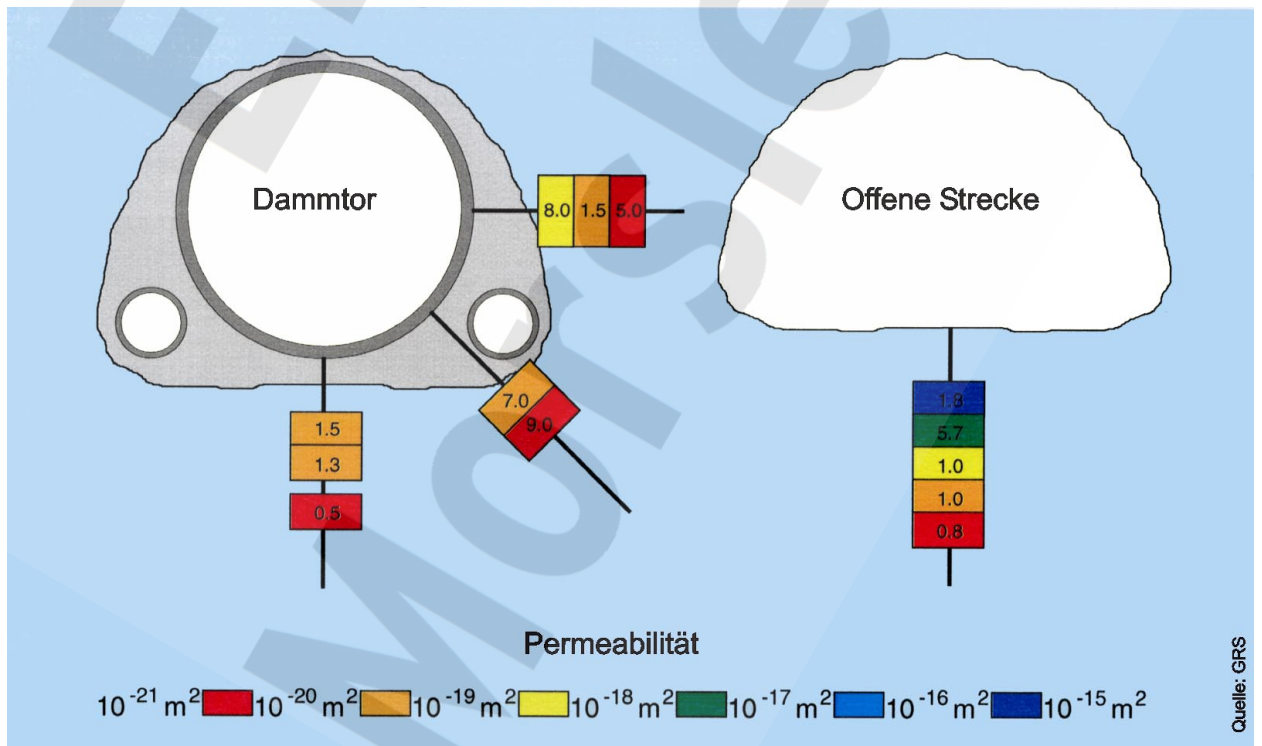 Dammtor
Offene Strecke
8.0 1.5 5.0
7.0
9.0
1.5
1.3
0.5
1.8
5.7
1.0
1.0
0.8
Permeabilität
10⁻²¹ m² 10⁻²⁰ m² 10⁻¹⁹ m² 10⁻¹⁸ m² 10⁻¹⁷ m² 10⁻¹⁶ m² 10⁻¹⁵ m²
Quelle: GRS